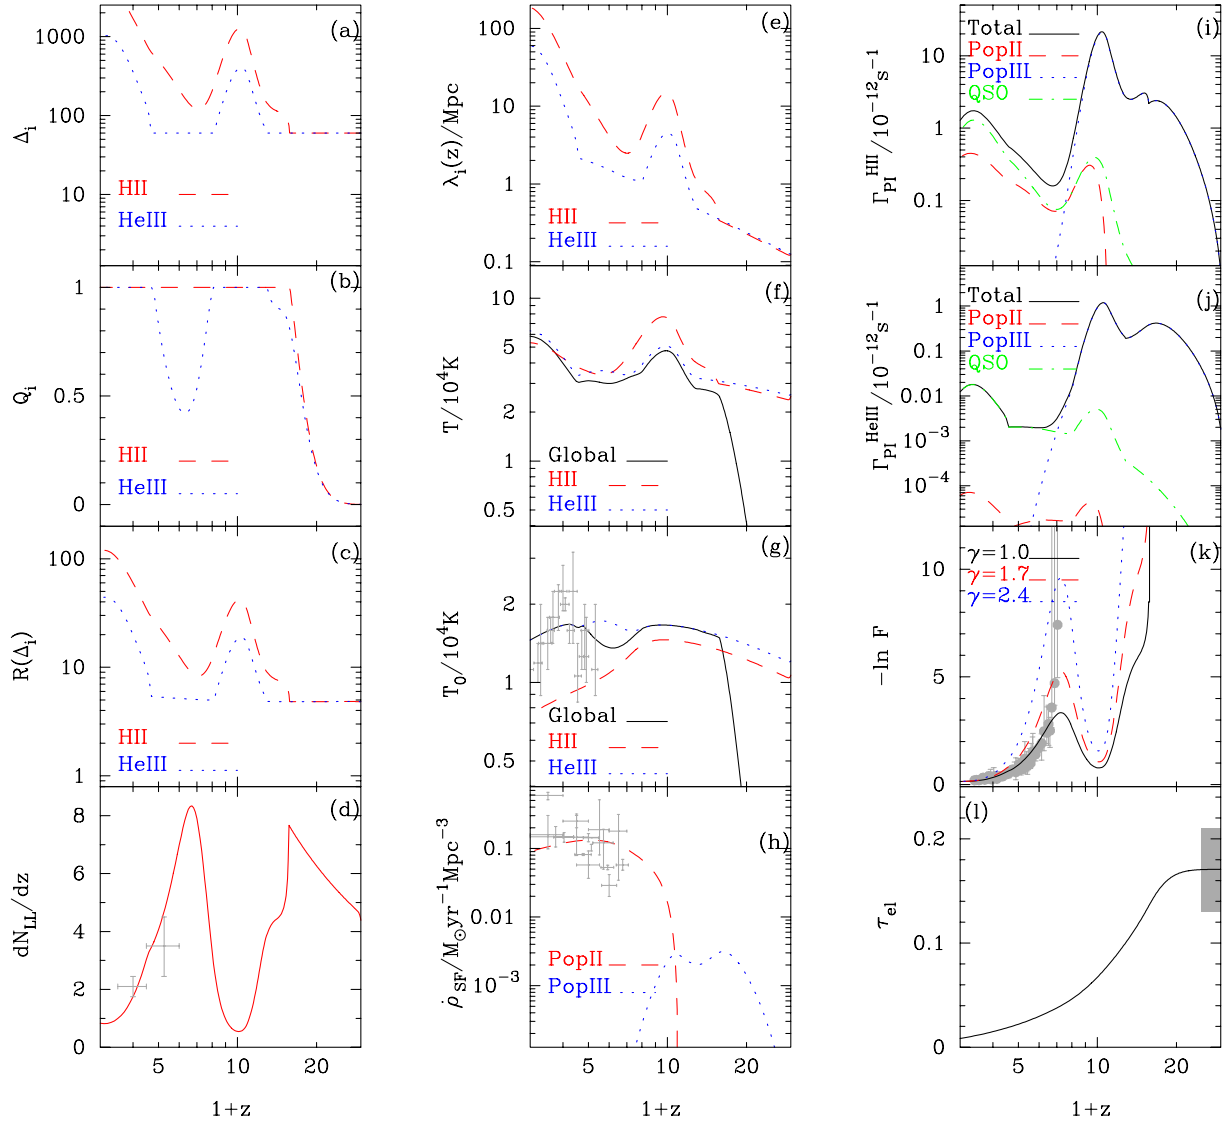 (a)
1000
100
10
Δi
HII
HeIII
(b)
1
0.5
0
Qi
HII
HeIII
(c)
100
10
1
R(Δi)
HII
HeIII
(d)
8
6
4
2
0
dNLL/dz
5 10 20
1+z
(e)
100
10
1
0.1
λi(z)/Mpc
HII
HeIII
(f)
10
5
2
1
0.5
T/10⁴K
Global
HII
HeIII
(g)
2
1
0.5
T₀/10⁴K
Global
HII
HeIII
(h)
0.1
0.01
10⁻³
ρ̇SF/M⊙yr⁻¹Mpc⁻³
PopII
PopIII
5 10 20
1+z
(i)
Total
PopII
PopIII
QSO
10
1
0.1
ΓPI^HII/10⁻¹²s⁻¹
(j)
Total
PopII
PopIII
QSO
1
0.1
0.01
10⁻³
10⁻⁴
ΓPI^HeIII/10⁻¹²s⁻¹
(k)
γ=1.0
γ=1.7
γ=2.4
10
5
0
−ln F
(l)
0.2
0.1
0
τel
5 10 20
1+z